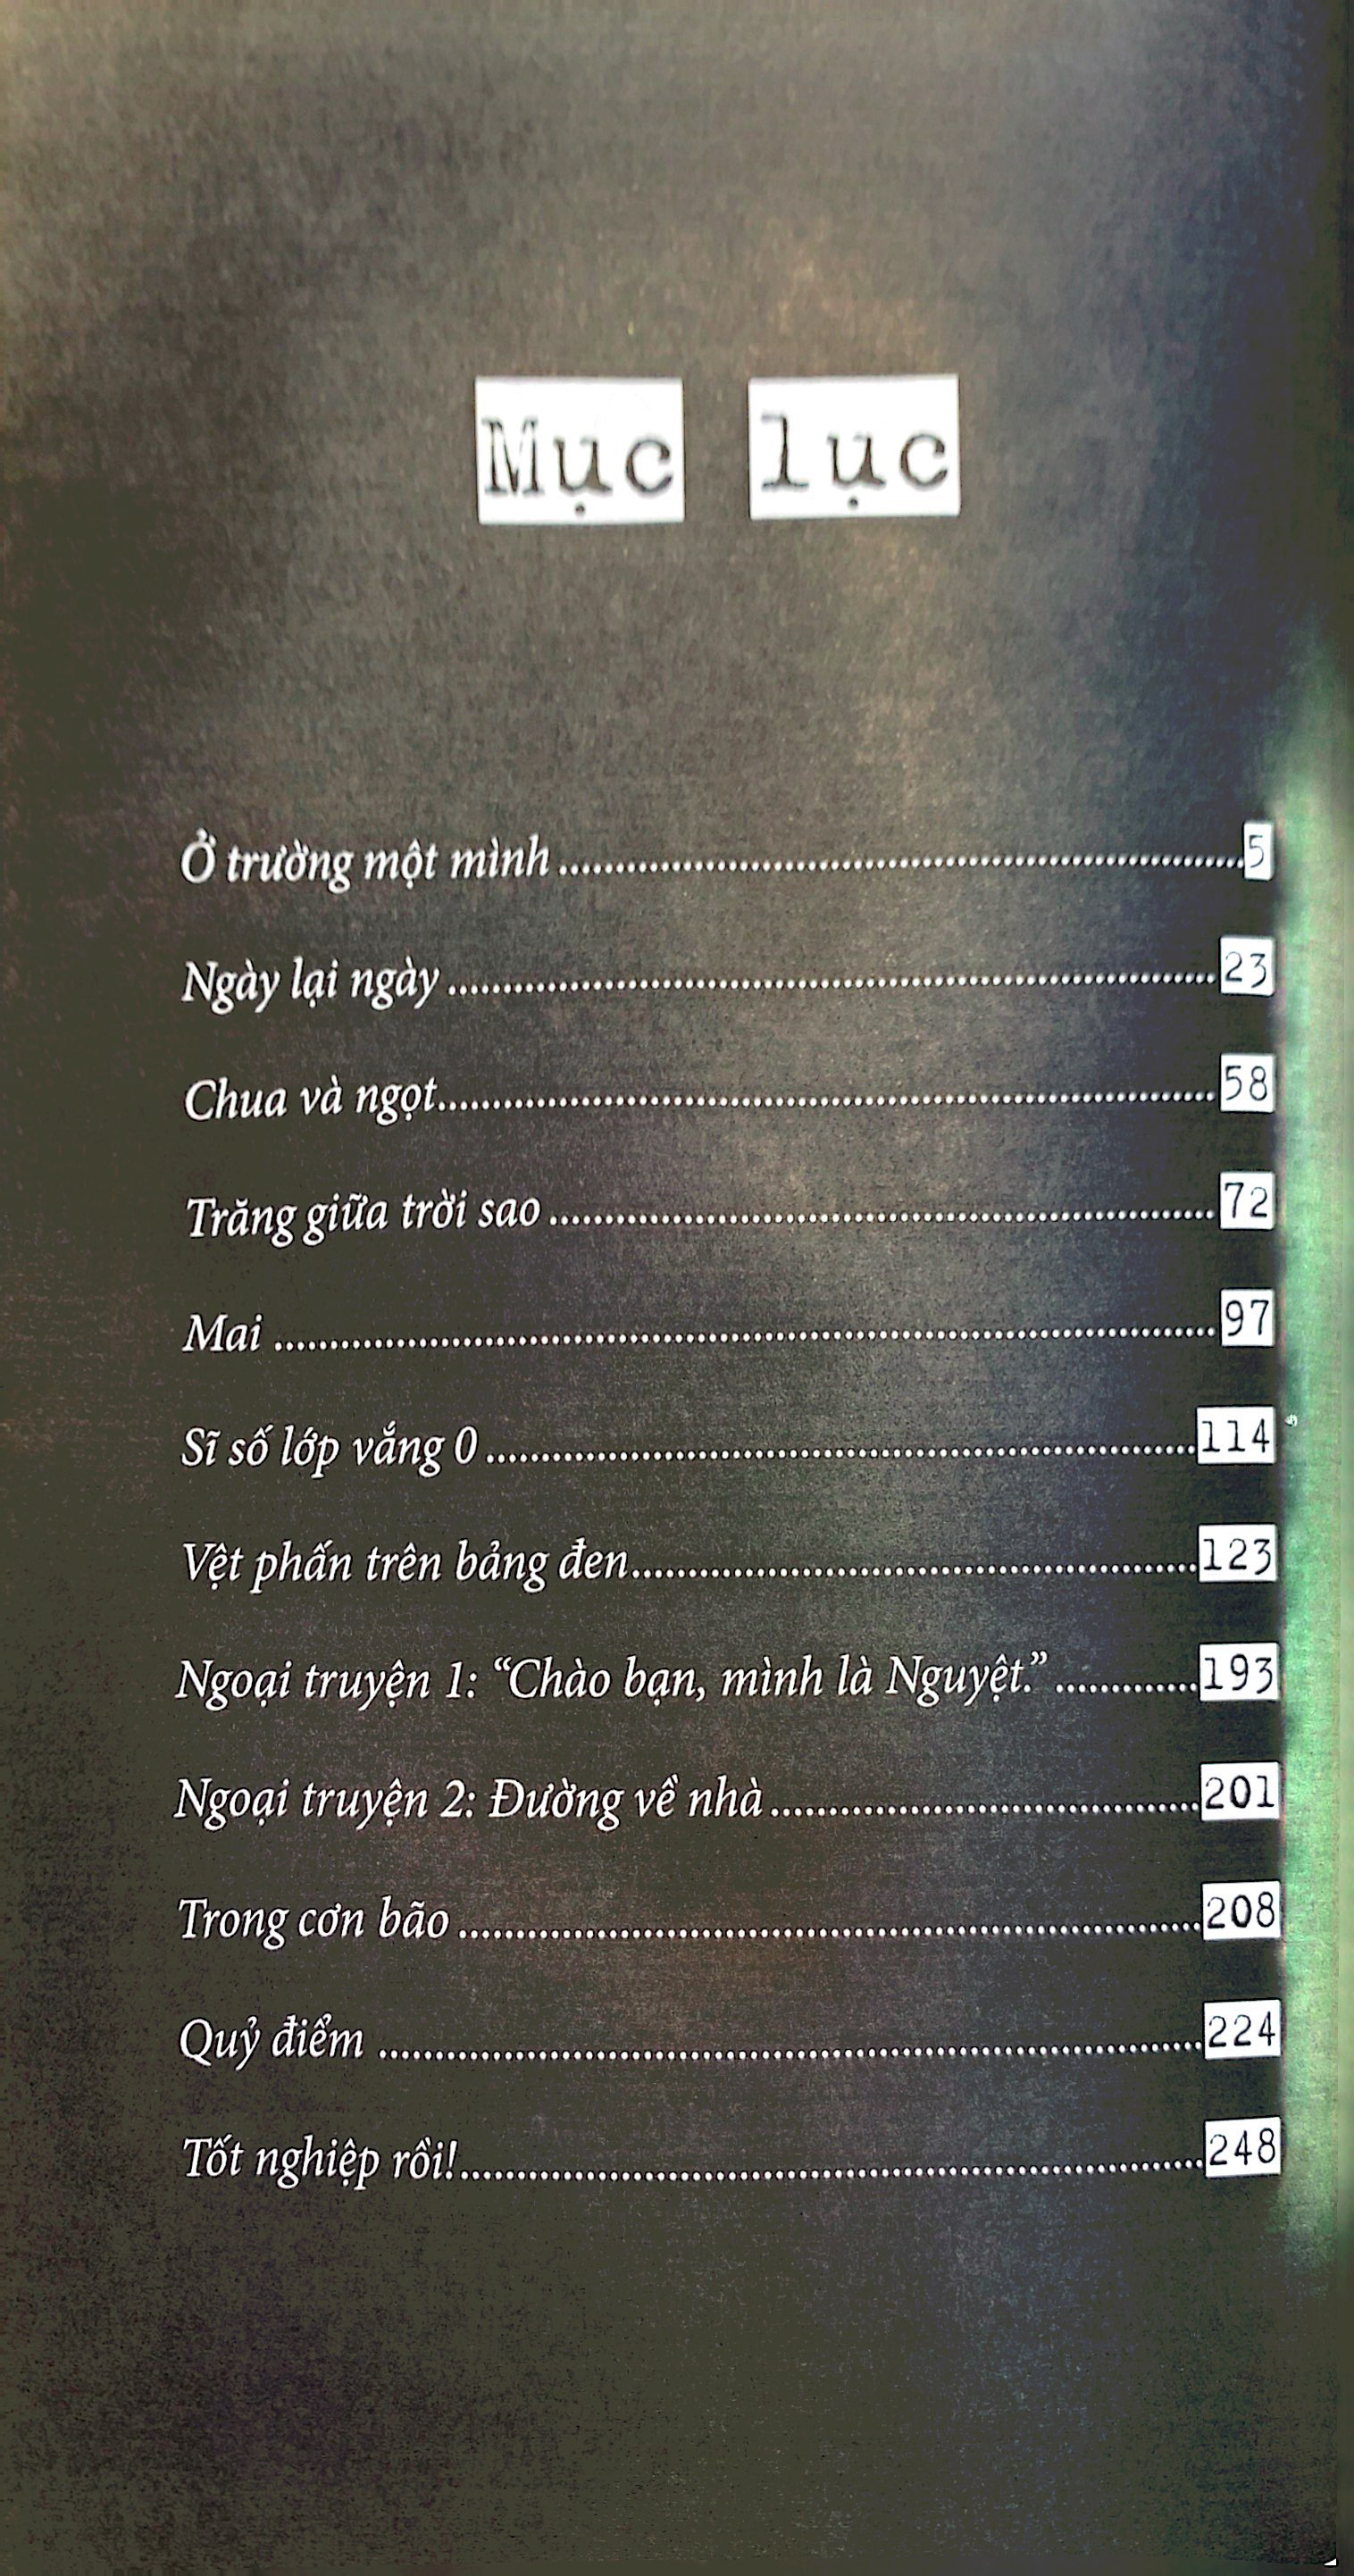 Mục lục
Ở trường một mình ........ 5
Ngày lại ngày ........ 23
Chua và ngọt ........ 58
Trăng giữa trời sao ........ 72
Mai ........ 97
Sĩ số lớp vắng 0 ........ 114
Vệt phấn trên bảng đen ........ 123
Ngoại truyện 1: “Chào bạn, mình là Nguyệt.” ........ 193
Ngoại truyện 2: Đường về nhà ........ 201
Trong cơn bão ........ 208
Quỷ điểm ........ 224
Tốt nghiệp rồi! ........ 248